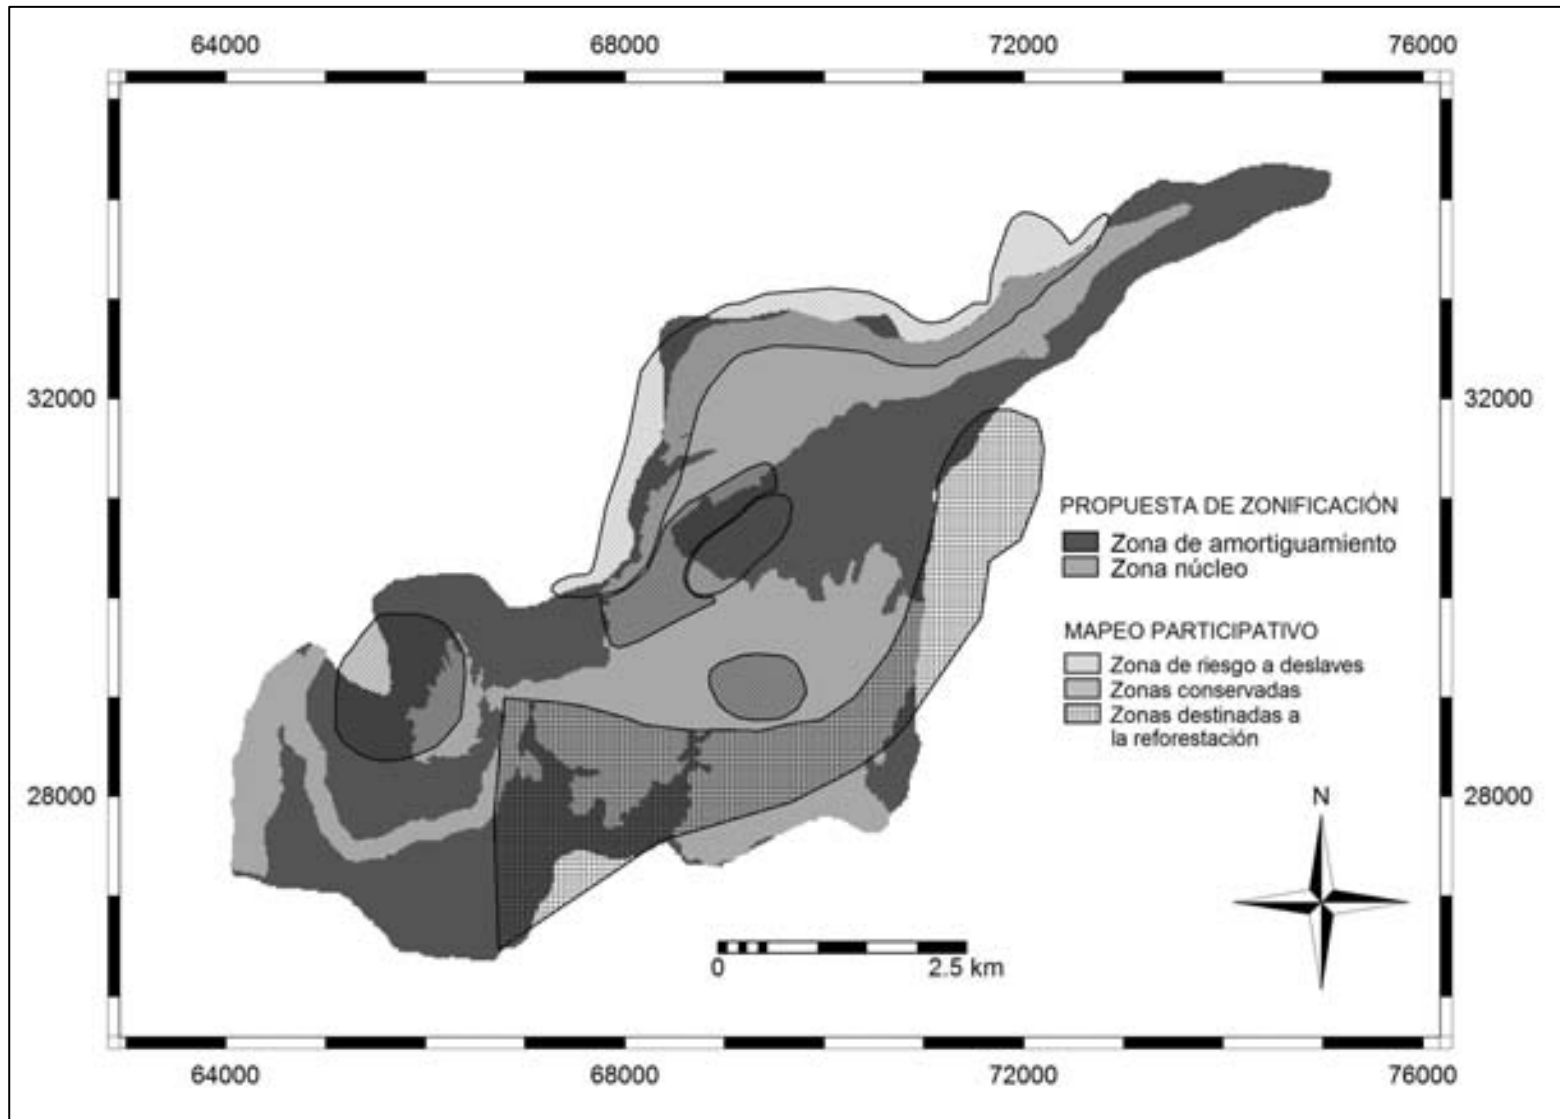 64000 68000 72000 76000
32000 32000
PROPUESTA DE ZONIFICACIÓN
Zona de amortiguamiento
Zona núcleo
MAPEO PARTICIPATIVO
Zona de riesgo a deslaves
Zonas conservadas
Zonas destinadas a
la reforestación
28000 28000
N
0 2.5 km
64000 68000 72000 76000